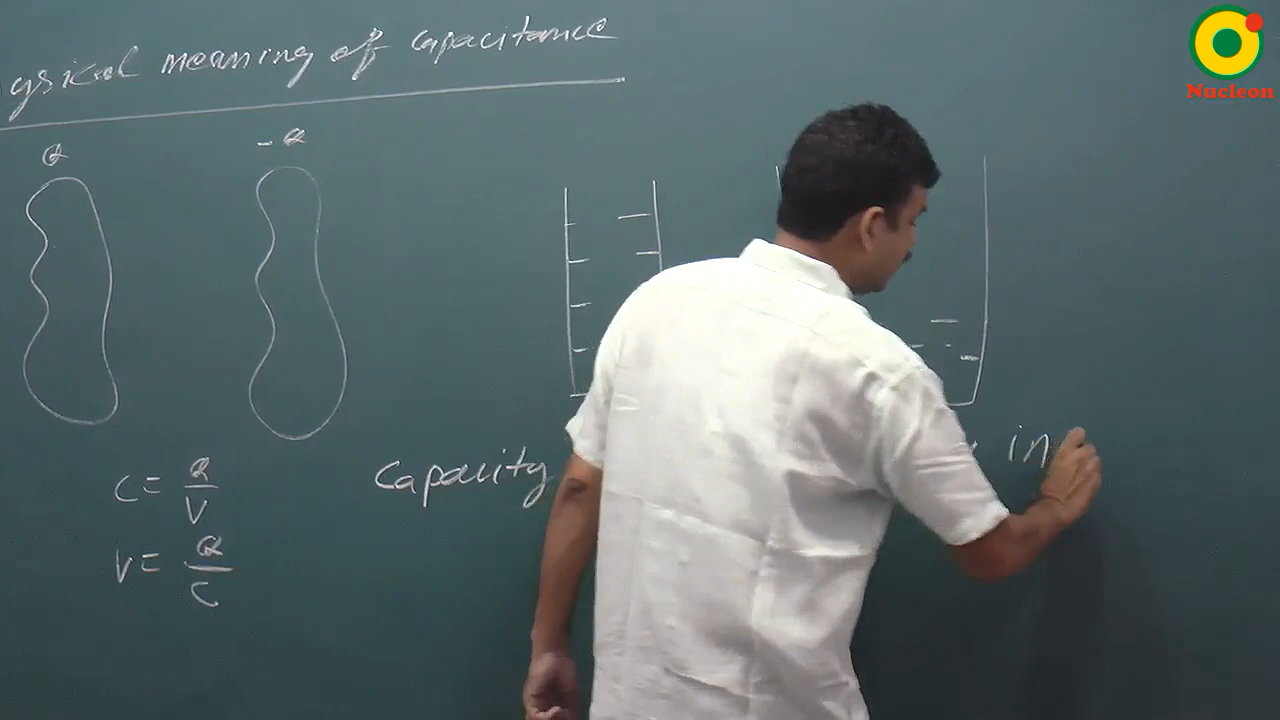 ysical meaning of capacitance
Q
- Q
C = Q / V
V = Q / C
Capacity
in
Nucleon